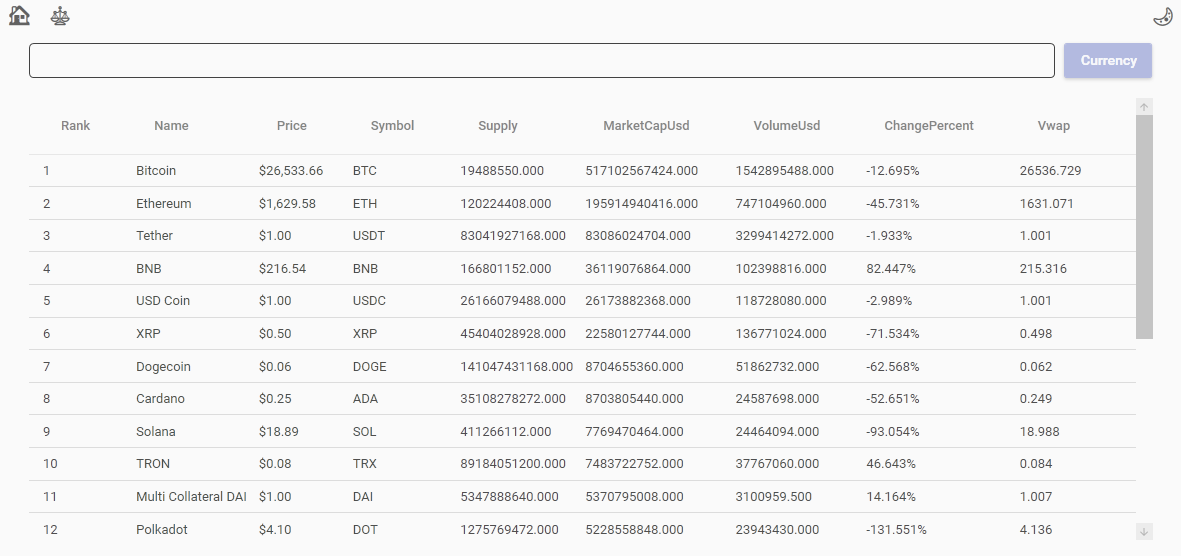 Currency
Rank Name Price Symbol Supply MarketCapUsd VolumeUsd ChangePercent Vwap
1 Bitcoin $26,533.66 BTC 19488550.000 517102567424.000 1542895488.000 -12.695% 26536.729
2 Ethereum $1,629.58 ETH 120224408.000 195914940416.000 747104960.000 -45.731% 1631.071
3 Tether $1.00 USDT 83041927168.000 83086024704.000 3299414272.000 -1.933% 1.001
4 BNB $216.54 BNB 166801152.000 36119076864.000 102398816.000 82.447% 215.316
5 USD Coin $1.00 USDC 26166079488.000 26173882368.000 118728080.000 -2.989% 1.001
6 XRP $0.50 XRP 45404028928.000 22580127744.000 136771024.000 -71.534% 0.498
7 Dogecoin $0.06 DOGE 141047431168.000 8704655360.000 51862732.000 -62.568% 0.062
8 Cardano $0.25 ADA 35108278272.000 8703805440.000 24587698.000 -52.651% 0.249
9 Solana $18.89 SOL 411266112.000 7769470464.000 24464094.000 -93.054% 18.988
10 TRON $0.08 TRX 89184051200.000 7483722752.000 37767060.000 46.643% 0.084
11 Multi Collateral DAI $1.00 DAI 5347888640.000 5370795008.000 3100959.500 14.164% 1.007
12 Polkadot $4.10 DOT 1275769472.000 5228558848.000 23943430.000 -131.551% 4.136